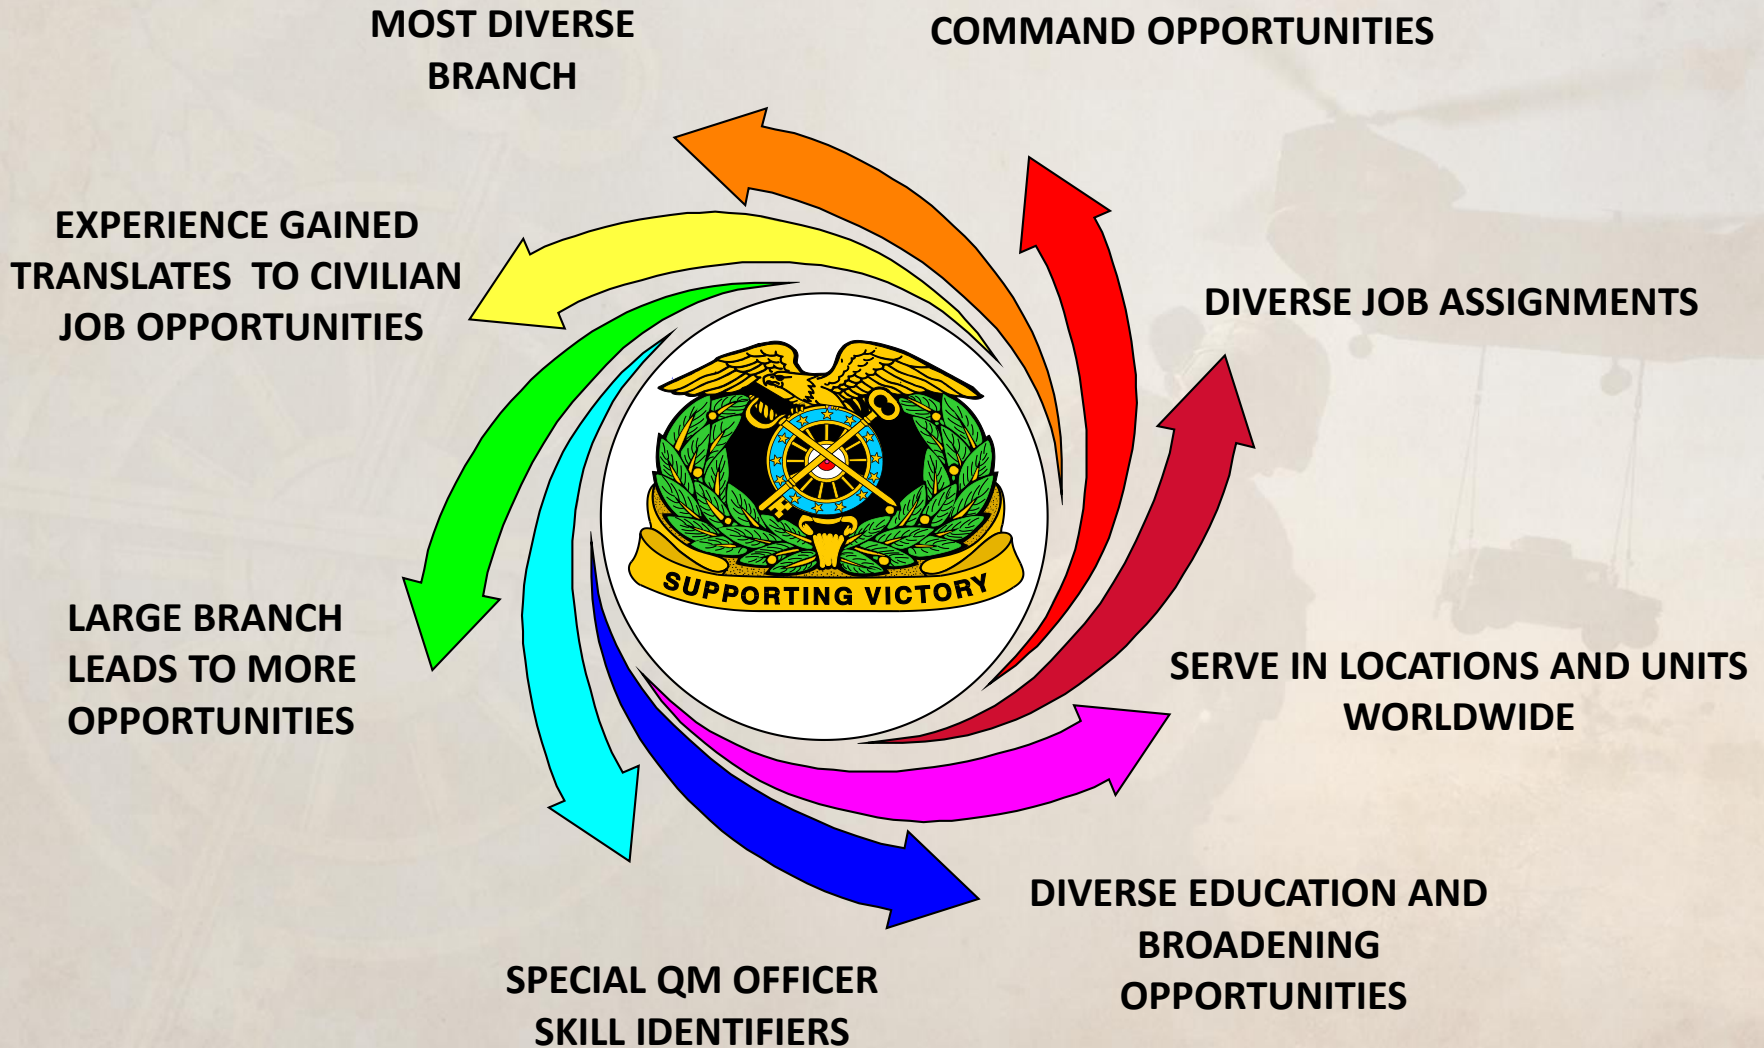 MOST DIVERSE
BRANCH
COMMAND OPPORTUNITIES
EXPERIENCE GAINED
TRANSLATES  TO CIVILIAN
JOB OPPORTUNITIES
DIVERSE JOB ASSIGNMENTS
SUPPORTING VICTORY
LARGE BRANCH
LEADS TO MORE
OPPORTUNITIES
SERVE IN LOCATIONS AND UNITS
WORLDWIDE
DIVERSE EDUCATION AND
BROADENING
OPPORTUNITIES
SPECIAL QM OFFICER
SKILL IDENTIFIERS